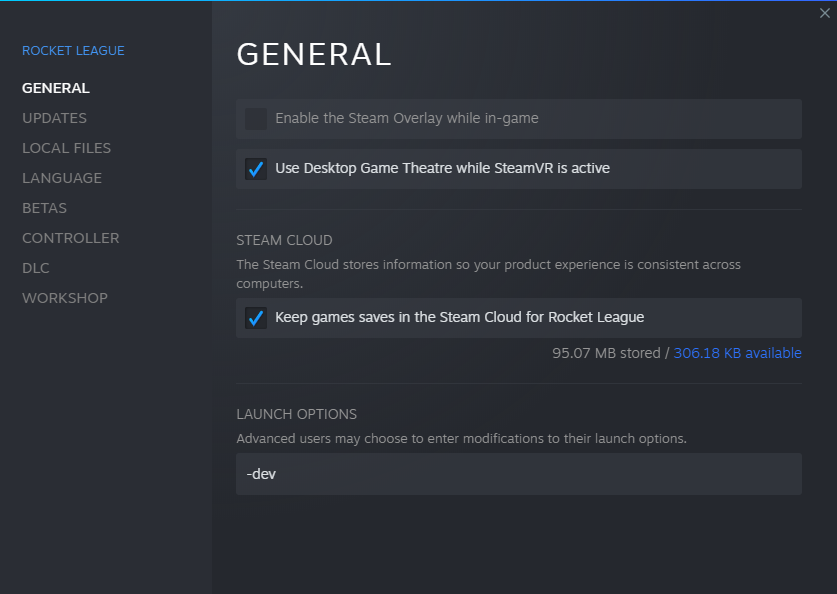 ROCKET LEAGUE
GENERAL
UPDATES
LOCAL FILES
LANGUAGE
BETAS
CONTROLLER
DLC
WORKSHOP
GENERAL
Enable the Steam Overlay while in-game
Use Desktop Game Theatre while SteamVR is active
STEAM CLOUD
The Steam Cloud stores information so your product experience is consistent across
computers.
Keep games saves in the Steam Cloud for Rocket League
95.07 MB stored / 306.18 KB available
LAUNCH OPTIONS
Advanced users may choose to enter modifications to their launch options.
-dev